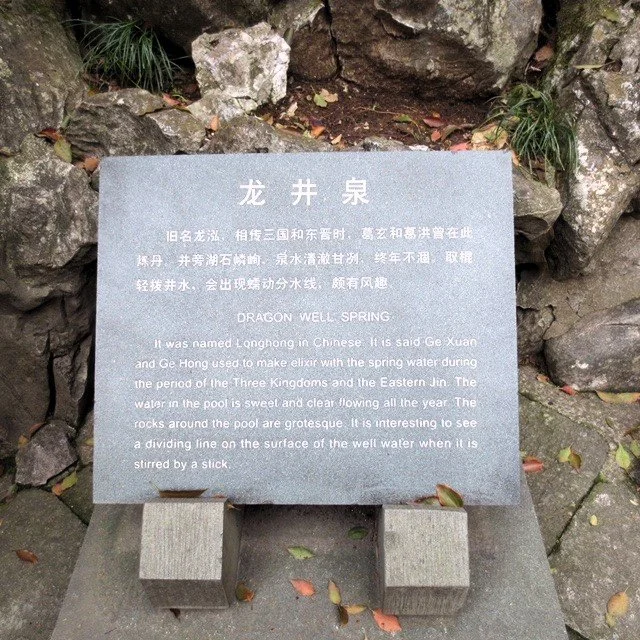 龙井泉
旧名龙泓，相传三国和东晋时，葛玄和葛洪曾在此
炼丹，井旁湖石嶙峋，泉水清澈甘冽，终年不涸，取棍
轻拨井水，会出现蠕动分水线，颇有风趣。
DRAGON WELL SPRING
It was named Longhong in Chinese. It is said Ge Xuan
and Ge Hong used to make elixir with the spring water during
the period of the Three Kingdoms and the Eastern Jin. The
water in the pool is sweet and clear flowing all the year. The
rocks around the pool are grotesque. It is interesting to see
a dividing line on the surface of the well water when it is
stirred by a stick.